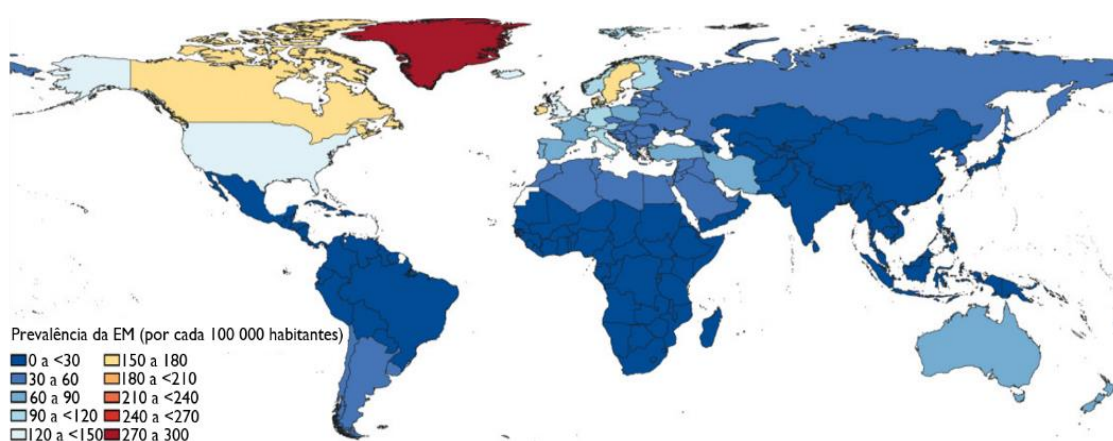 Prevalência da EM (por cada 100 000 habitantes)
0 a <30
30 a 60
60 a 90
90 a <120
120 a <150
150 a 180
180 a <210
210 a <240
240 a <270
270 a 300